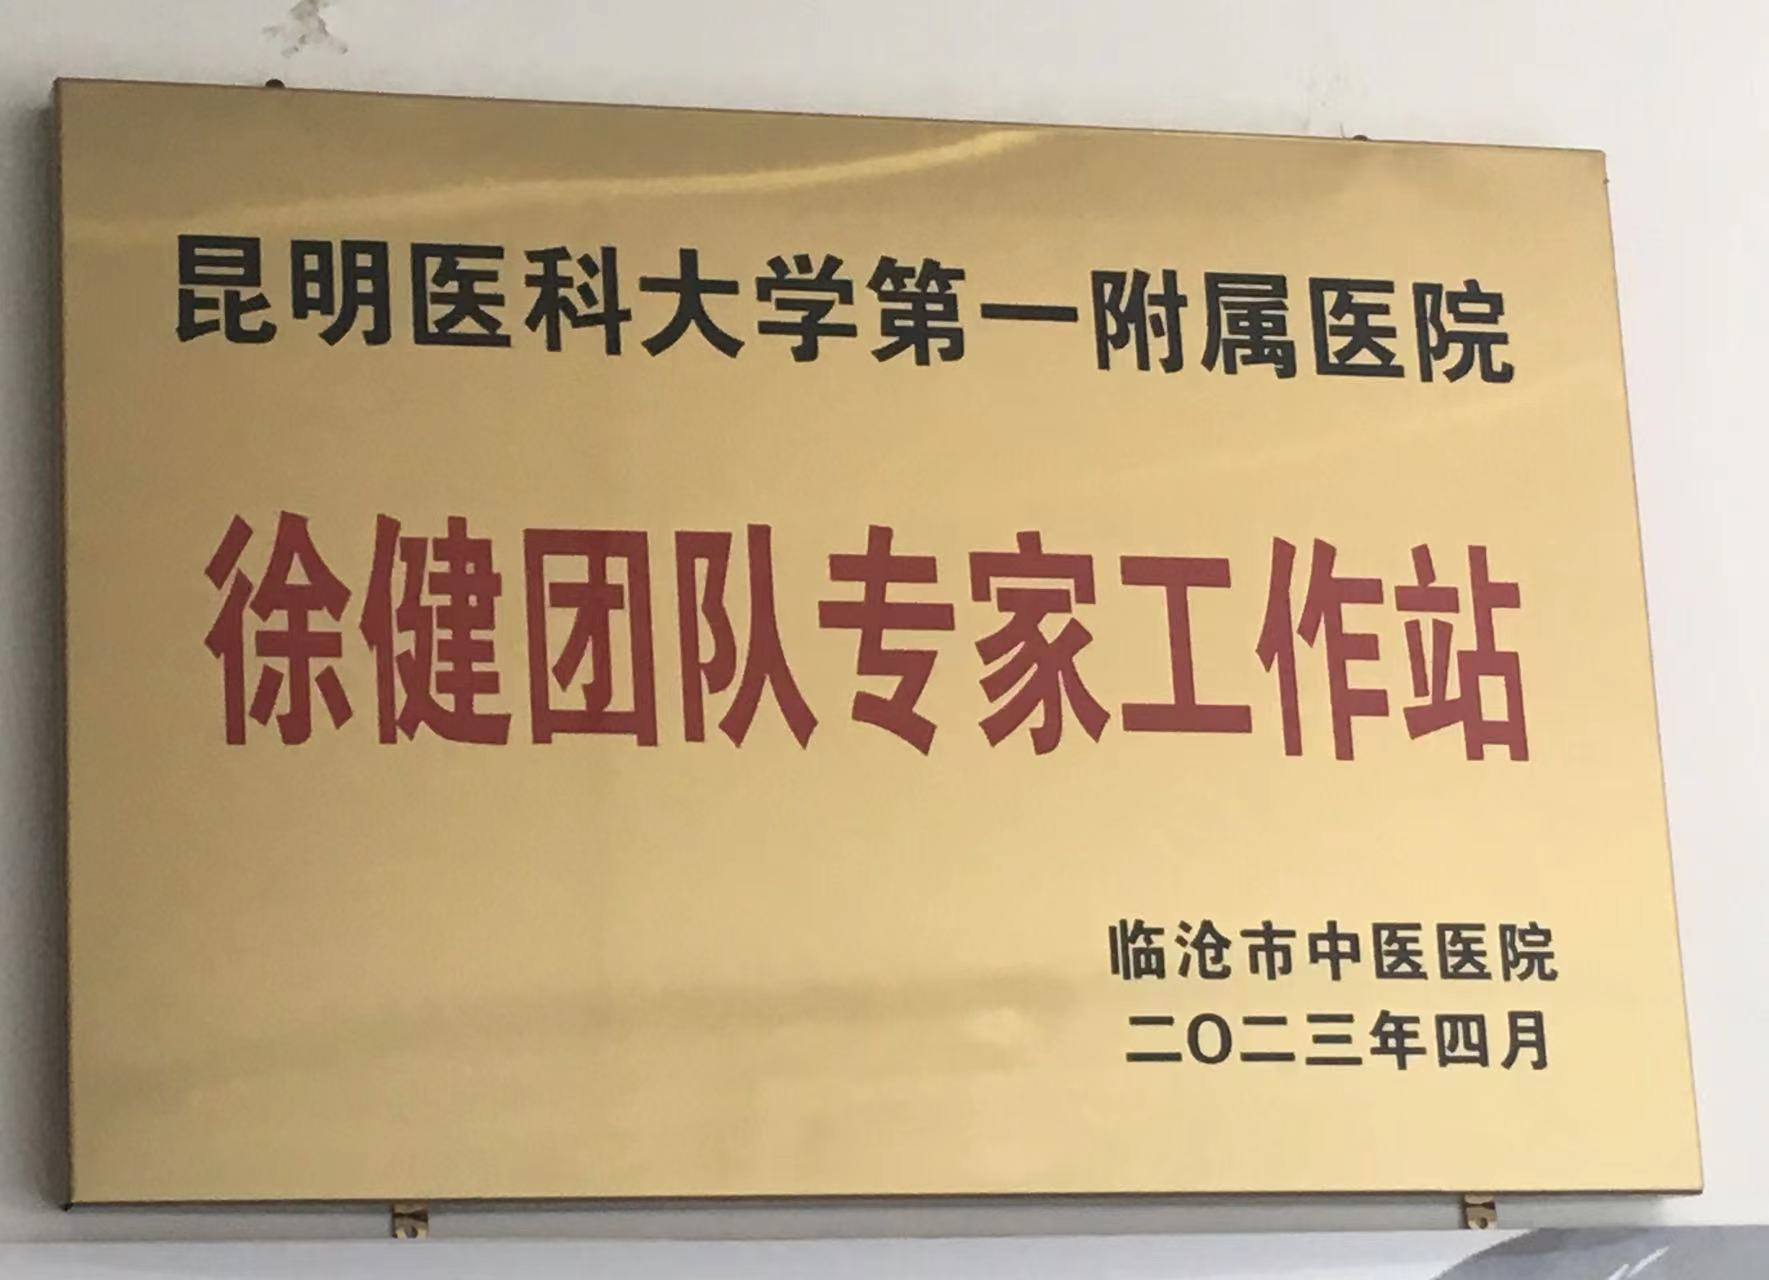 昆明医科大学第一附属医院
徐健团队专家工作站
临沧市中医医院
二〇二三年四月